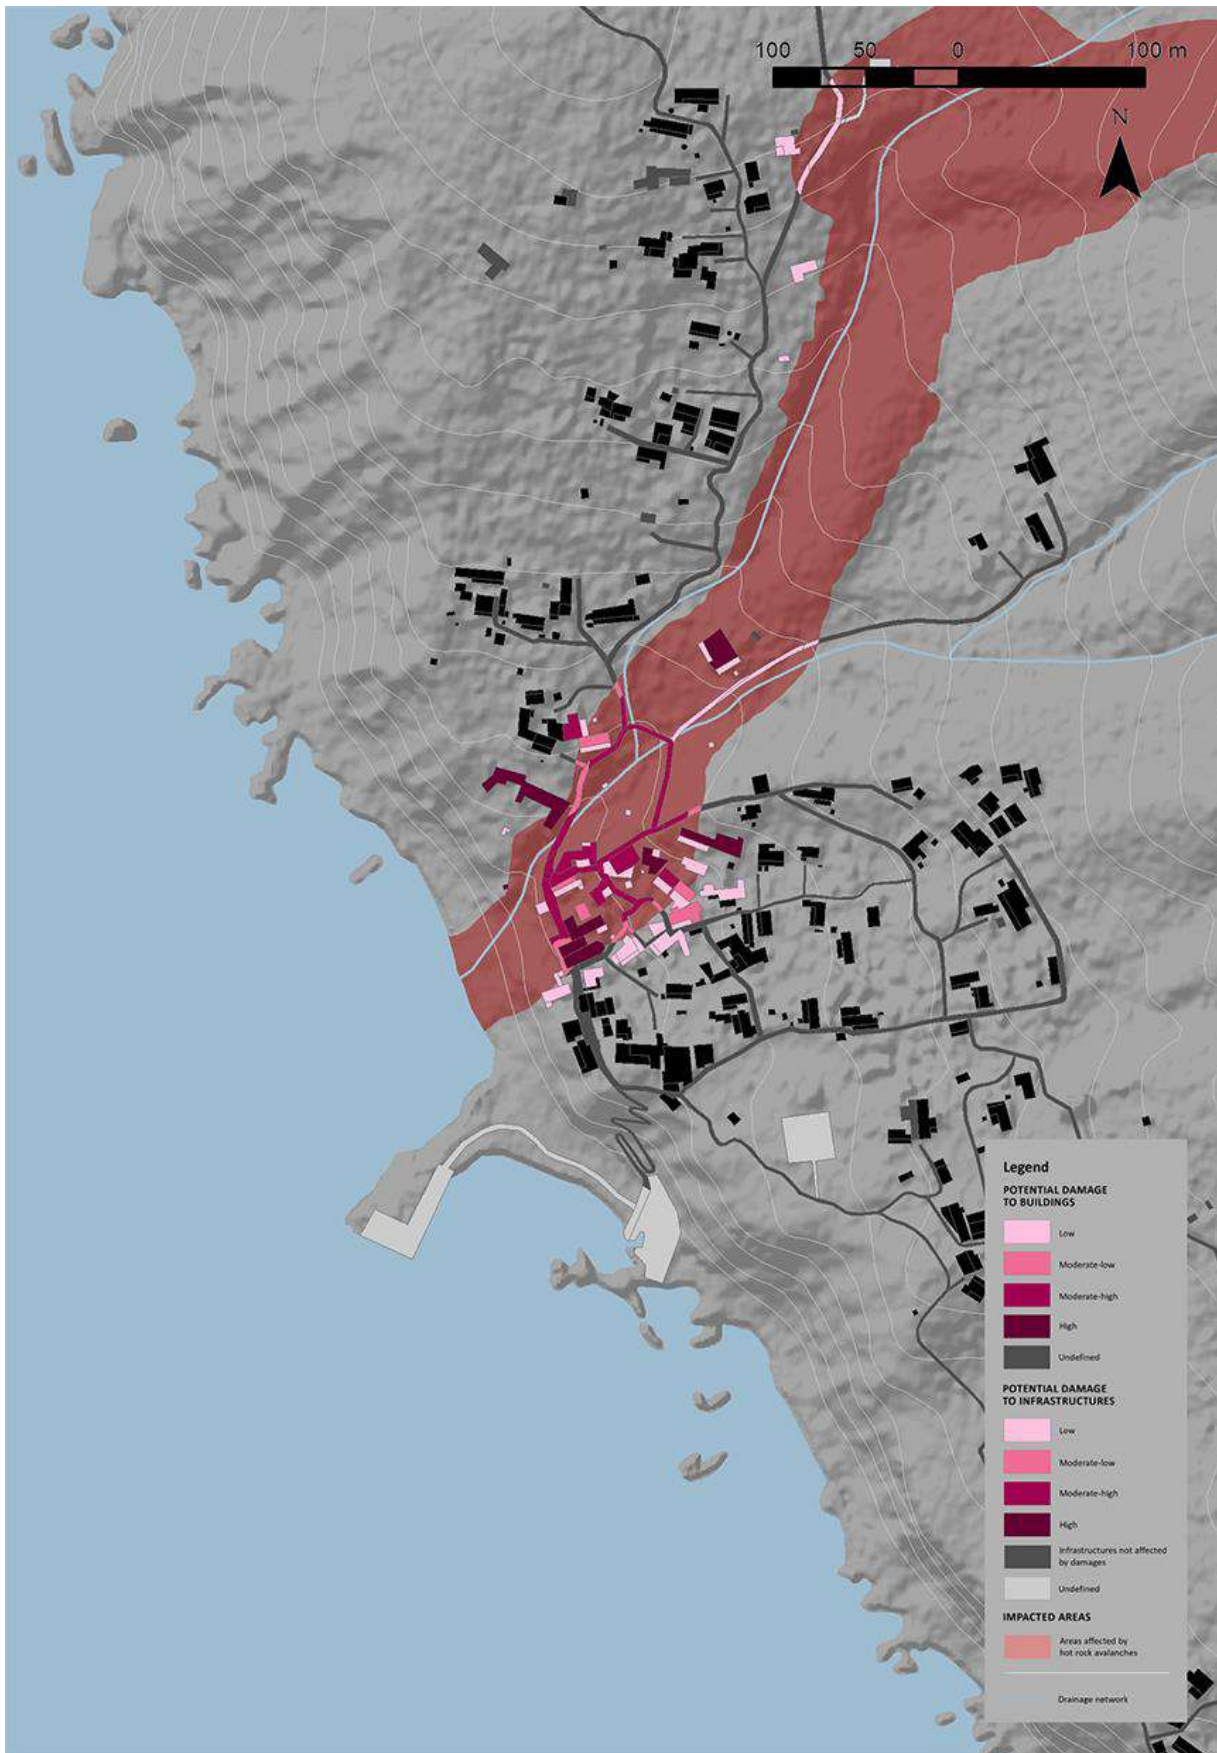 100 50 0 100 m
N
Legend
POTENTIAL DAMAGE
TO BUILDINGS
Low
Moderate-low
Moderate-high
High
Undefined
POTENTIAL DAMAGE
TO INFRASTRUCTURES
Low
Moderate-low
Moderate-high
High
Infrastructures not affected
by damages
Undefined
IMPACTED AREAS
Areas affected by
hot rock avalanches
Drainage network